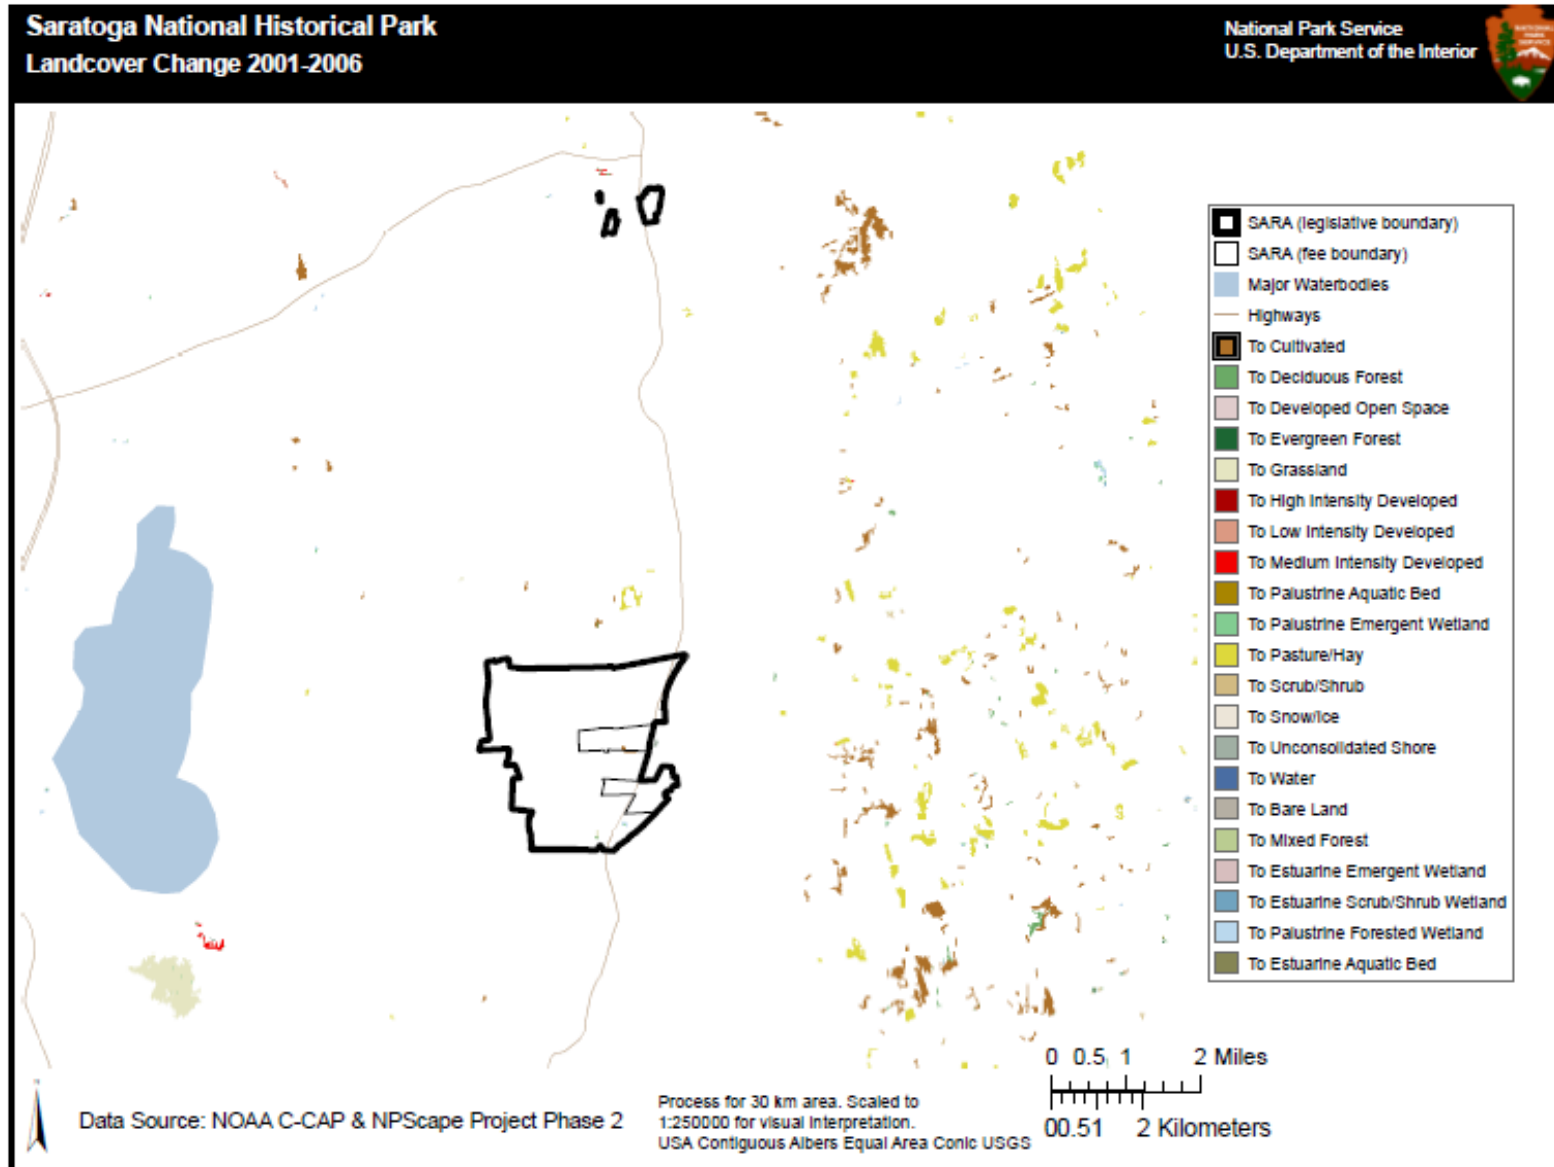 Saratoga National Historical Park
Landcover Change 2001-2006
National Park Service
U.S. Department of the Interior
NATIONAL
PARK
SERVICE
SARA (legislative boundary)
SARA (fee boundary)
Major Waterbodies
Highways
To Cultivated
To Deciduous Forest
To Developed Open Space
To Evergreen Forest
To Grassland
To High Intensity Developed
To Low Intensity Developed
To Medium Intensity Developed
To Palustrine Aquatic Bed
To Palustrine Emergent Wetland
To Pasture/Hay
To Scrub/Shrub
To Snow/Ice
To Unconsolidated Shore
To Water
To Bare Land
To Mixed Forest
To Estuarine Emergent Wetland
To Estuarine Scrub/Shrub Wetland
To Palustrine Forested Wetland
To Estuarine Aquatic Bed
0 0.5 1 2 Miles
00.51 2 Kilometers
Data Source: NOAA C-CAP & NPScape Project Phase 2
Process for 30 km area. Scaled to
1:250000 for visual interpretation.
USA Contiguous Albers Equal Area Conic USGS